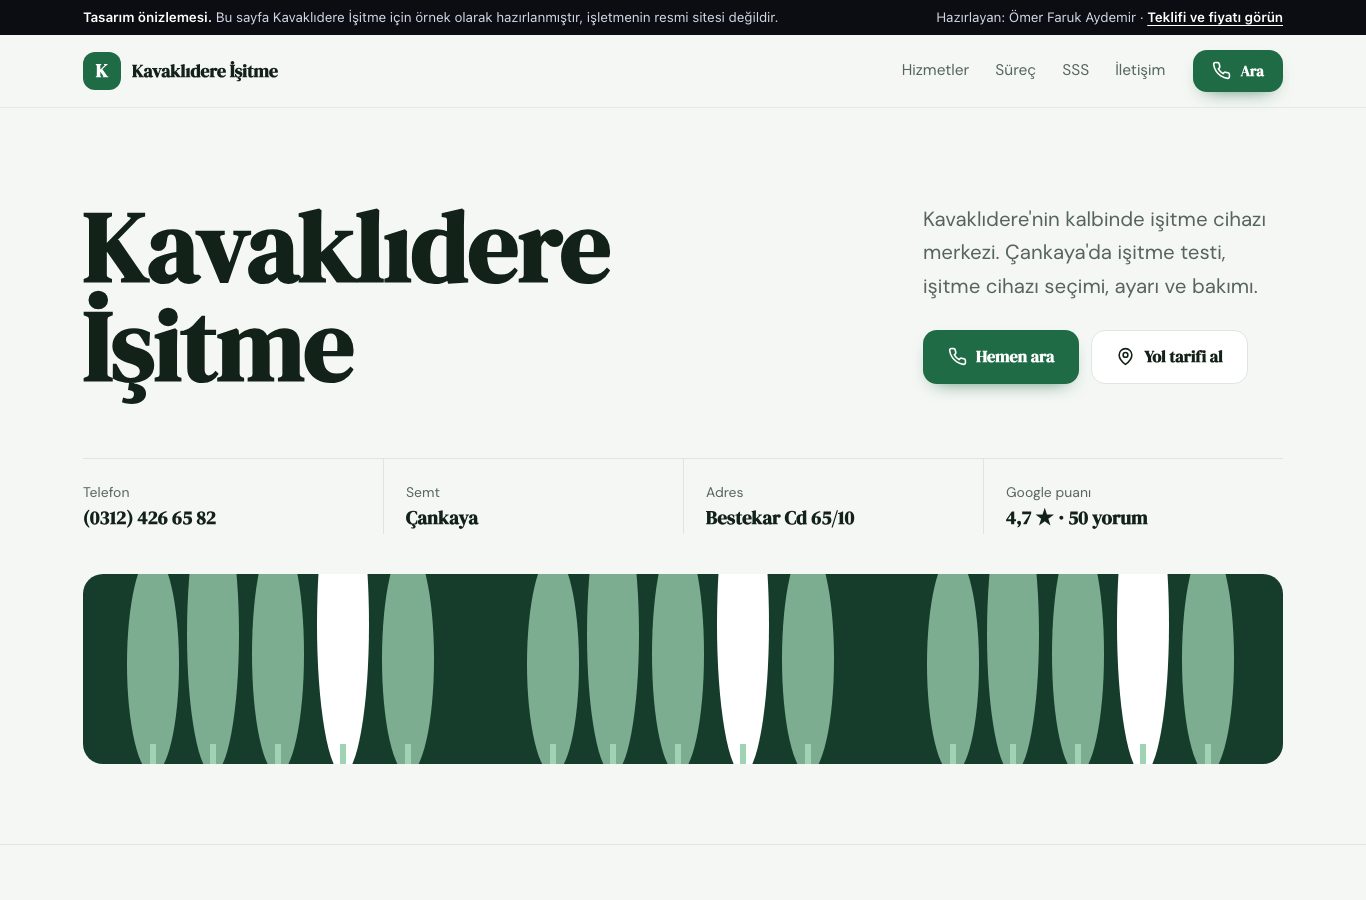 Tasarım önizlemesi. Bu sayfa Kavaklıdere İşitme için örnek olarak hazırlanmıştır, işletmenin resmi sitesi değildir.
Hazırlayan: Ömer Faruk Aydemir · Teklifi ve fiyatı görün
K
Kavaklıdere İşitme
Hizmetler
Süreç
SSS
İletişim
Ara
Kavaklıdere
İşitme
Kavaklıdere'nin kalbinde işitme cihazı
merkezi. Çankaya'da işitme testi,
işitme cihazı seçimi, ayarı ve bakımı.
Hemen ara
Yol tarifi al
Telefon
(0312) 426 65 82
Semt
Çankaya
Adres
Bestekar Cd 65/10
Google puanı
4,7 ★ · 50 yorum